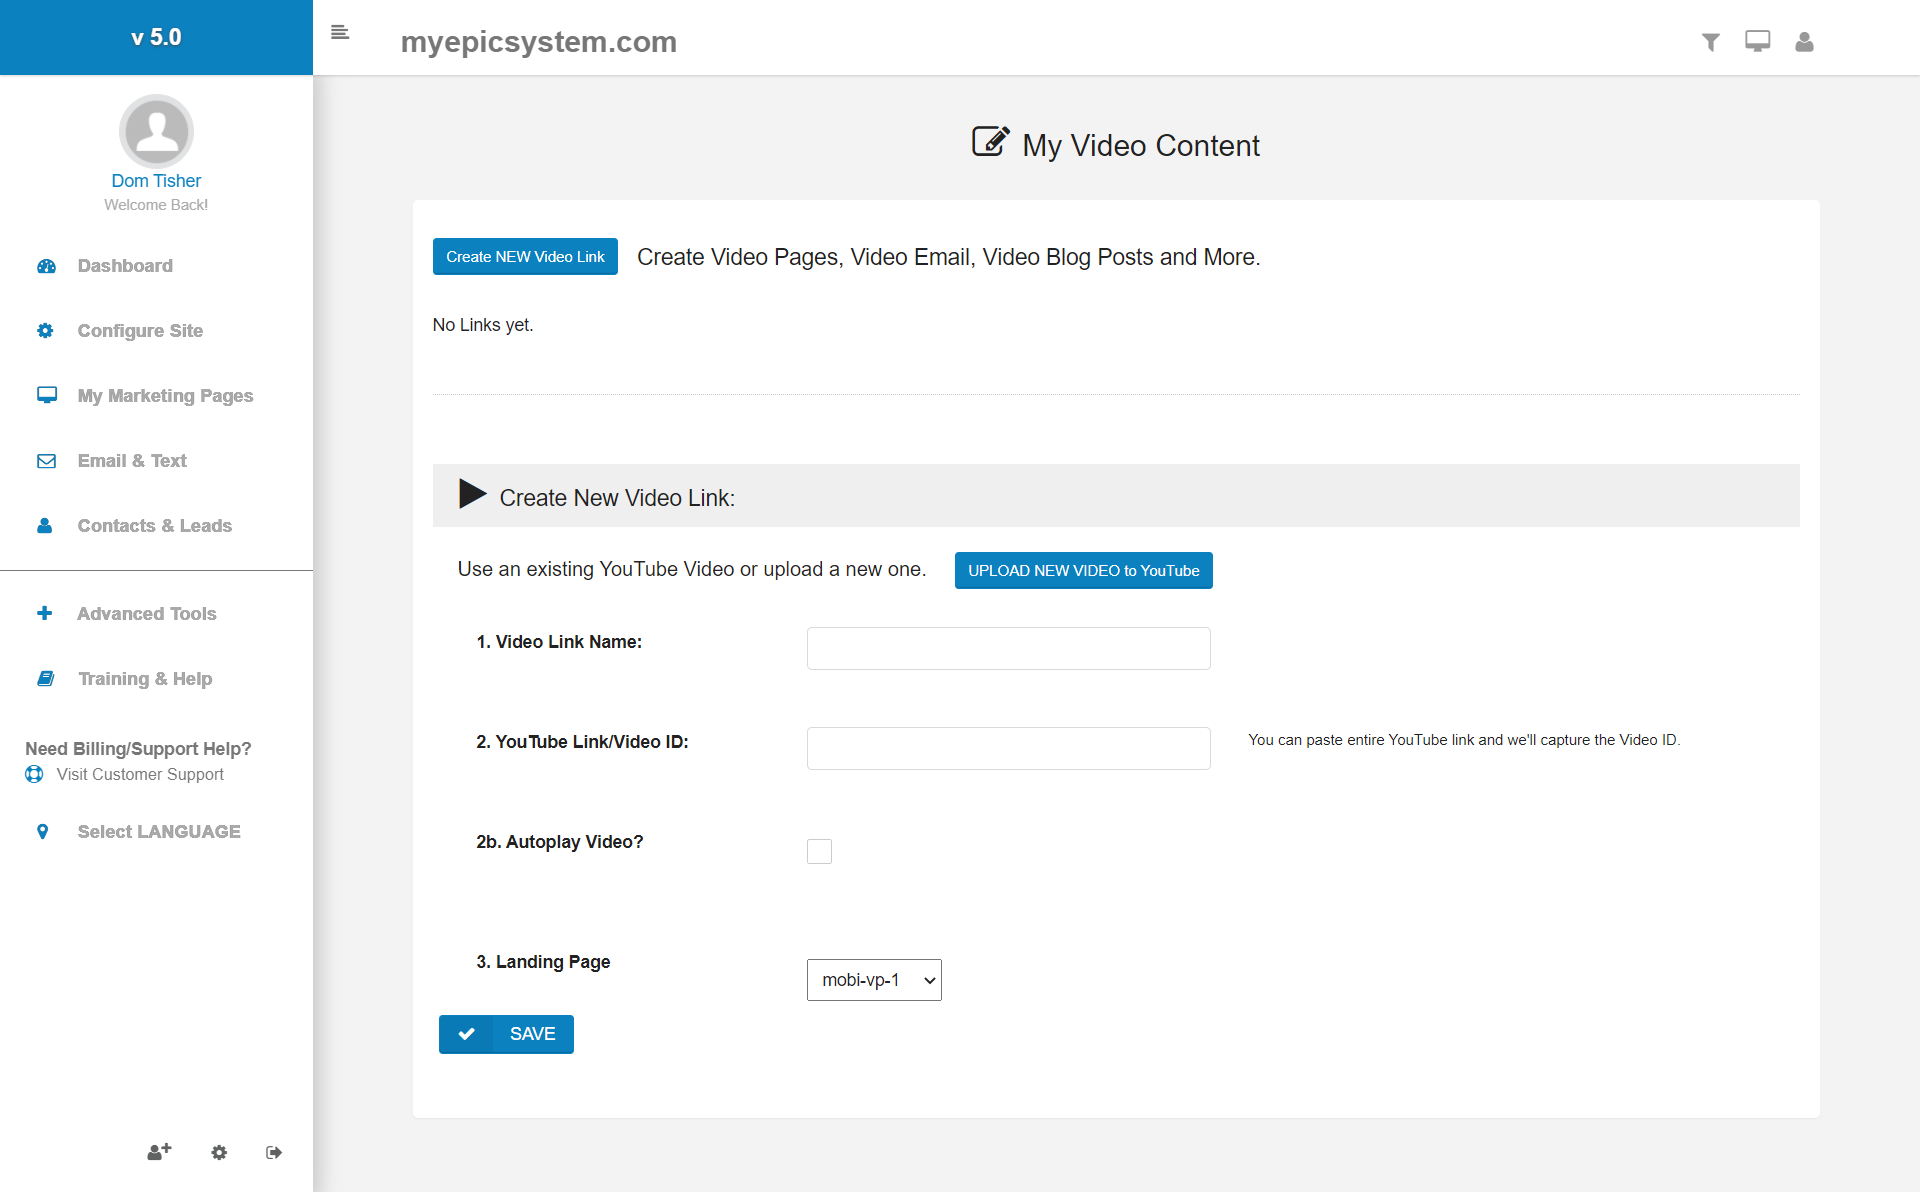 v 5.0
myepicsystem.com
Dom Tisher
Welcome Back!
Dashboard
Configure Site
My Marketing Pages
Email & Text
Contacts & Leads
Advanced Tools
Training & Help
Need Billing/Support Help?
Visit Customer Support
Select LANGUAGE
My Video Content
Create NEW Video Link Create Video Pages, Video Email, Video Blog Posts and More.
No Links yet.
Create New Video Link:
Use an existing YouTube Video or upload a new one. UPLOAD NEW VIDEO to YouTube
1. Video Link Name:
2. YouTube Link/Video ID: You can paste entire YouTube link and we'll capture the Video ID.
2b. Autoplay Video?
3. Landing Page mobi-vp-1
SAVE